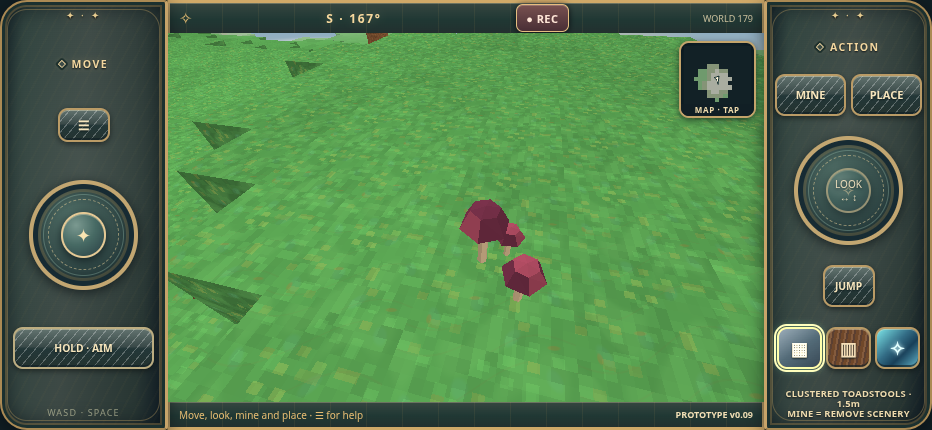 MOVE
HOLD · AIM
WASD · SPACE
S · 167°
● REC
WORLD 179
MAP · TAP
Move, look, mine and place · ☰ for help
PROTOTYPE v0.09
ACTION
MINE
PLACE
LOOK
JUMP
CLUSTERED TOADSTOOLS ·
1.5m
MINE = REMOVE SCENERY